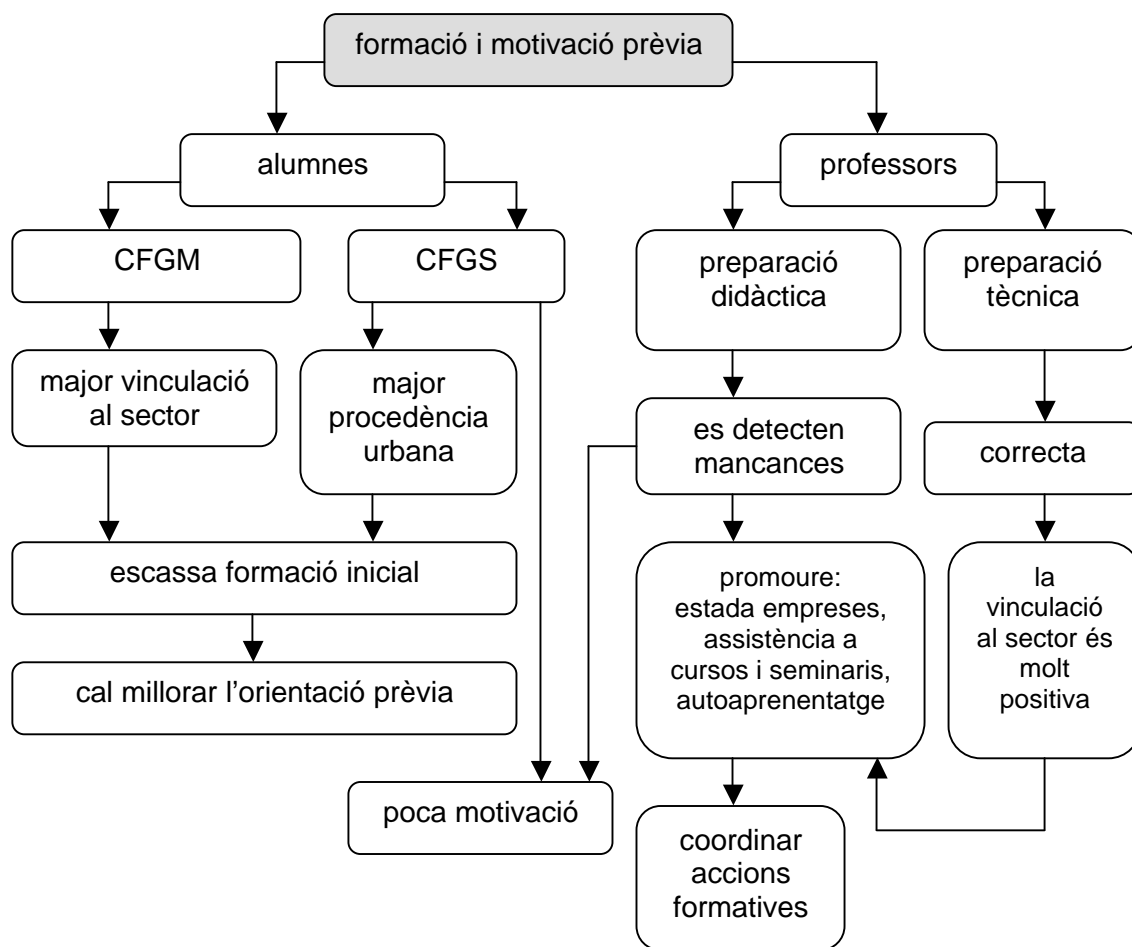 formació i motivació prèvia
alumnes
professors
CFGM
CFGS
preparació
didàctica
preparació
tècnica
major vinculació
al sector
major
procedència
urbana
es detecten
mancances
correcta
escassa formació inicial
promoure:
estada empreses,
assistència a
cursos i seminaris,
autoaprenentatge
la
vinculació
al sector és
molt
positiva
cal millorar l’orientació prèvia
poca motivació
coordinar
accions
formatives